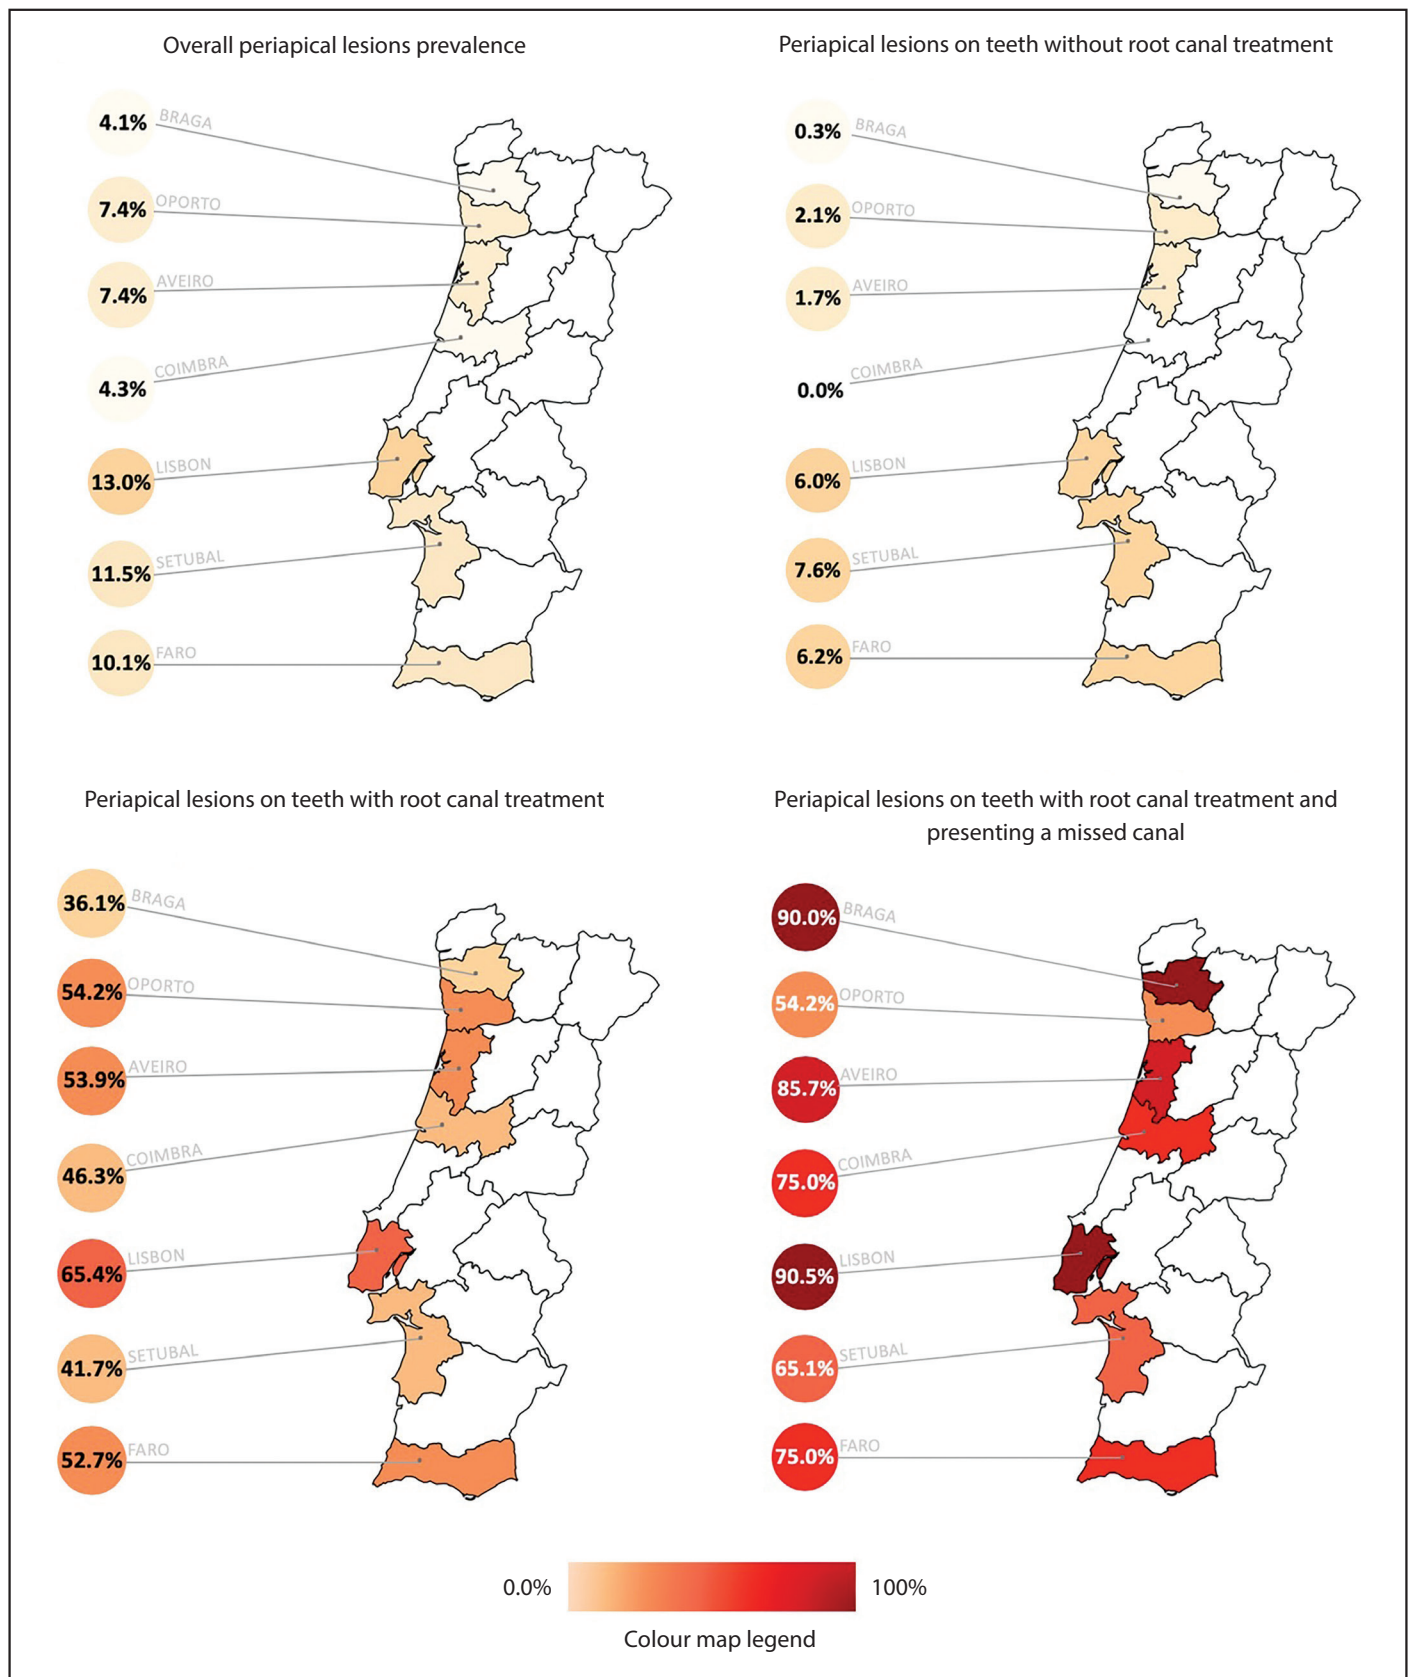 Overall periapical lesions prevalence
4.1% BRAGA
7.4% OPORTO
7.4% AVEIRO
4.3% COIMBRA
13.0% LISBON
11.5% SETUBAL
10.1% FARO
Periapical lesions on teeth without root canal treatment
0.3% BRAGA
2.1% OPORTO
1.7% AVEIRO
0.0% COIMBRA
6.0% LISBON
7.6% SETUBAL
6.2% FARO
Periapical lesions on teeth with root canal treatment
36.1% BRAGA
54.2% OPORTO
53.9% AVEIRO
46.3% COIMBRA
65.4% LISBON
41.7% SETUBAL
52.7% FARO
Periapical lesions on teeth with root canal treatment and
presenting a missed canal
90.0% BRAGA
54.2% OPORTO
85.7% AVEIRO
75.0% COIMBRA
90.5% LISBON
65.1% SETUBAL
75.0% FARO
0.0% 100%
Colour map legend